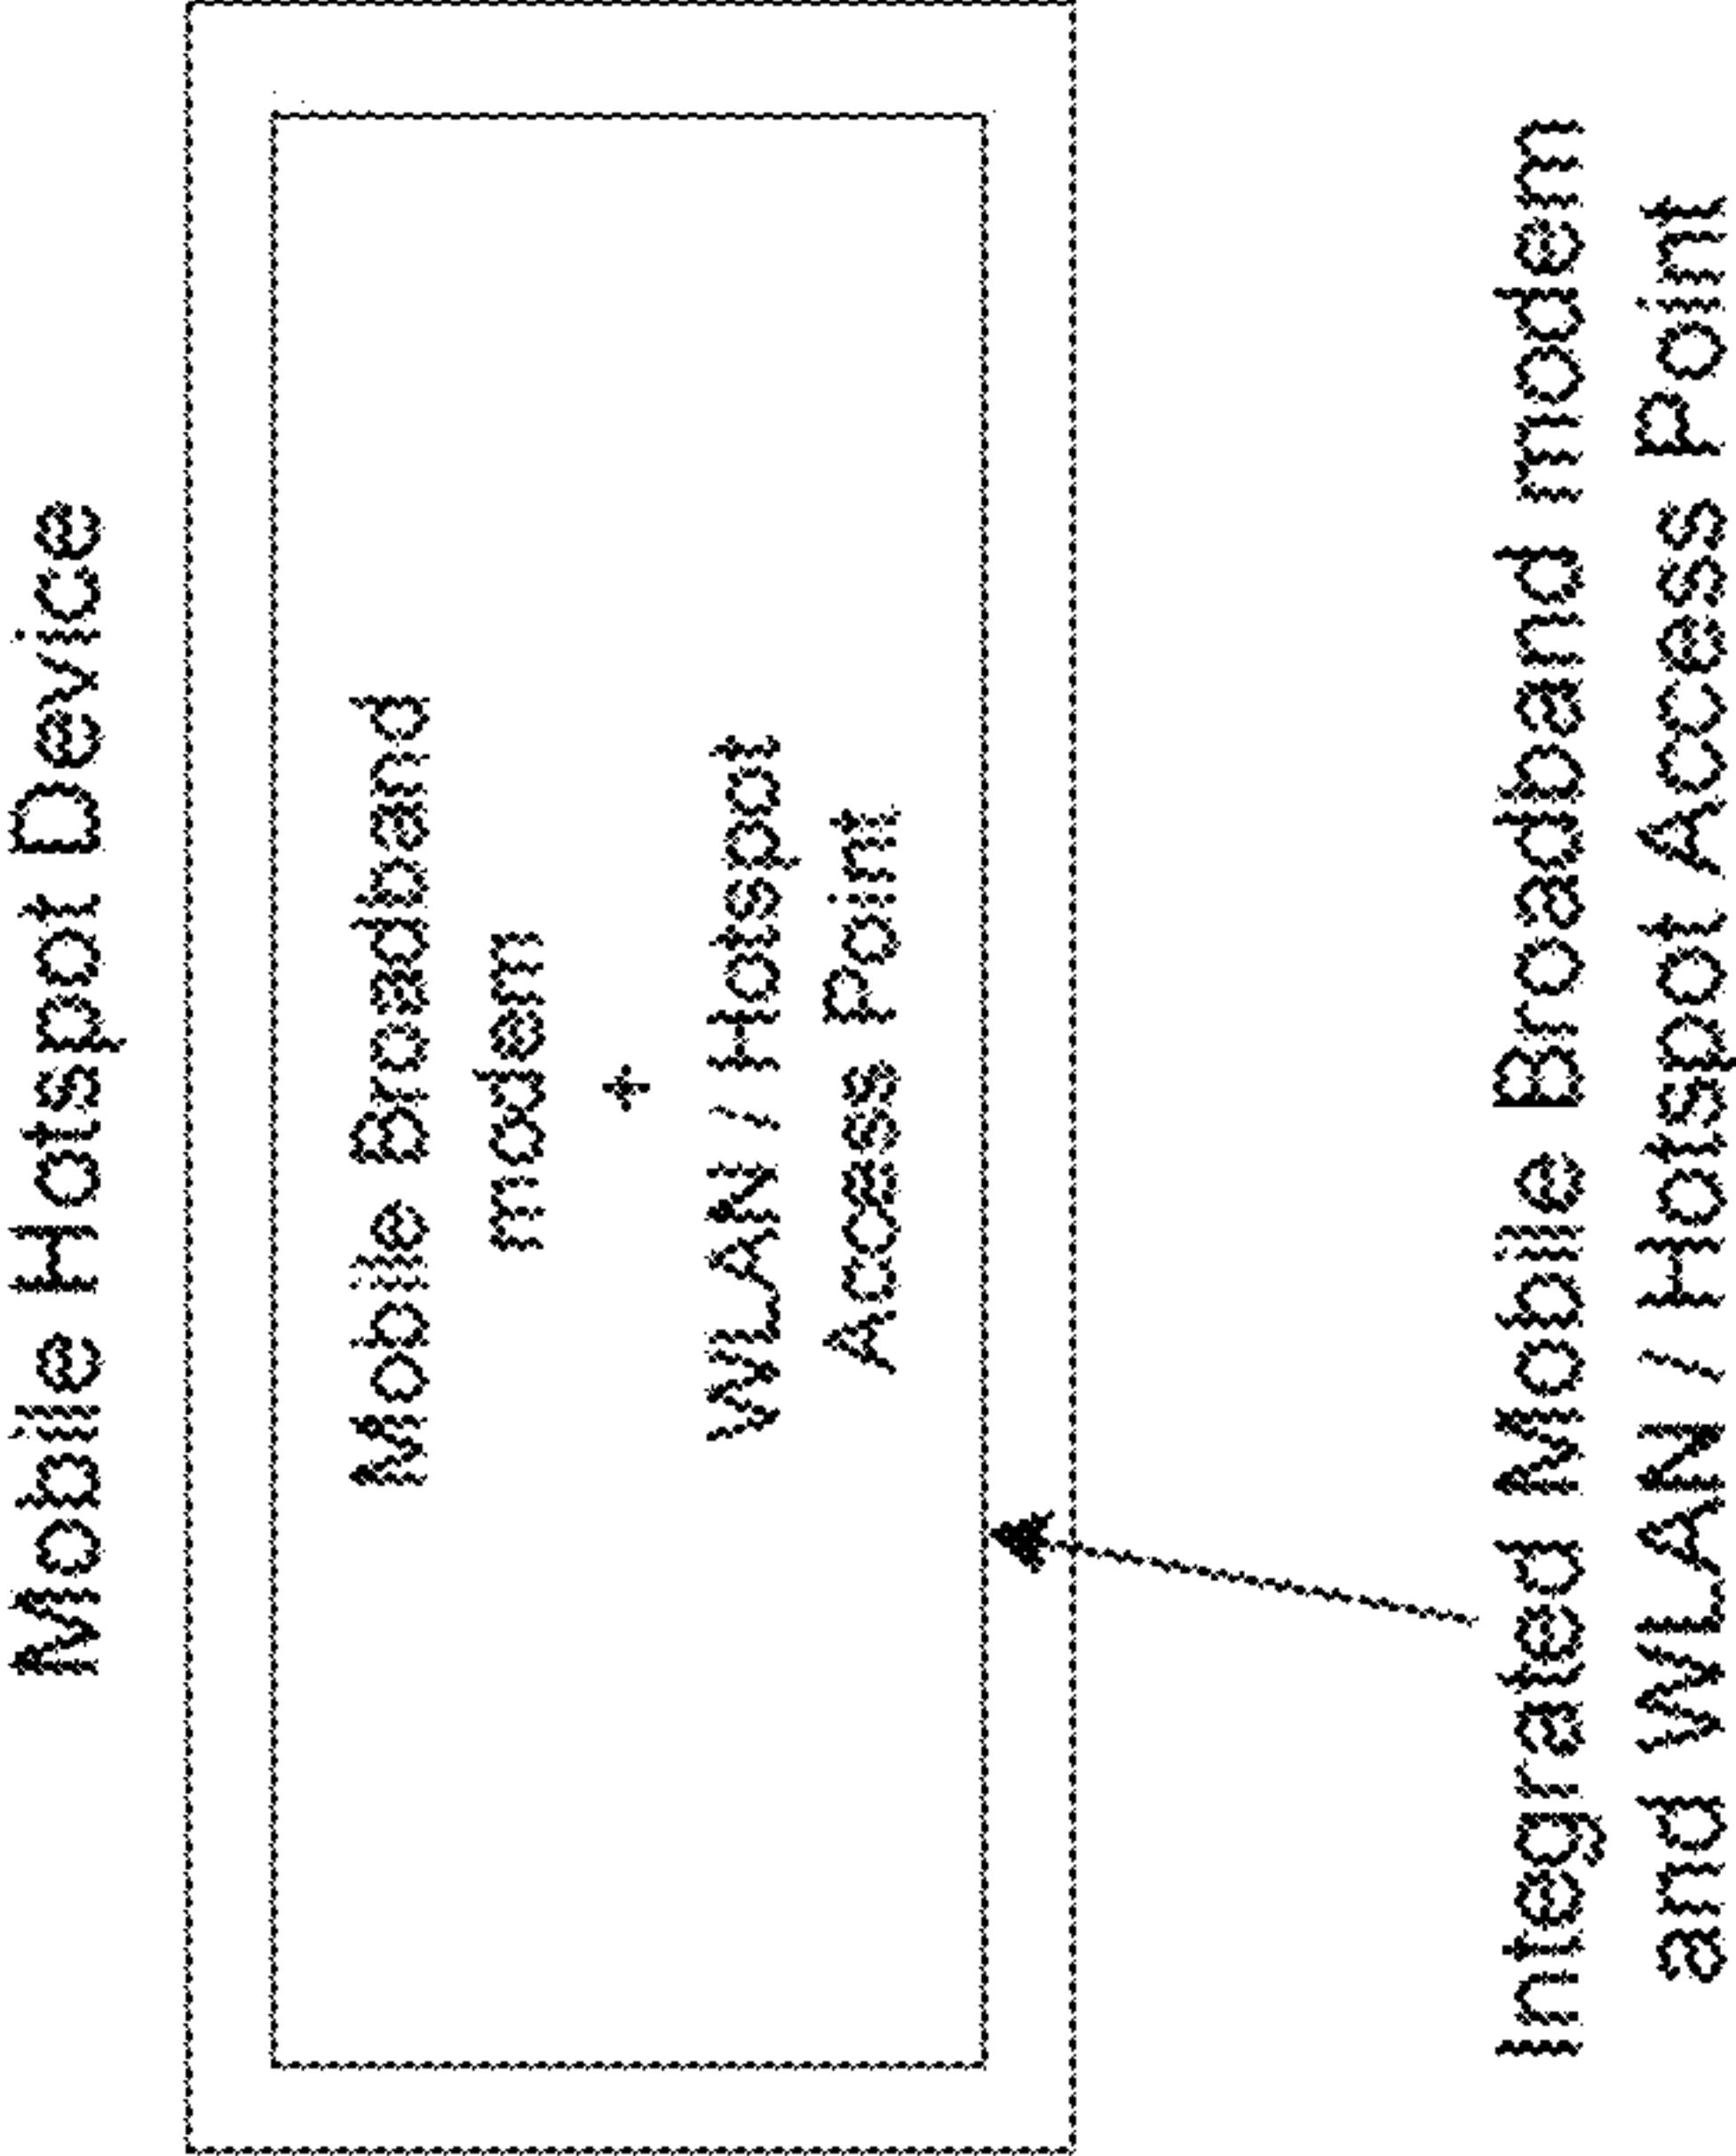 Mobile Hotspot Device
Mobile Broadband
modem
+
WLAN / Hotspot
Access Point
Integrated Mobile Broadband modem
and WLAN / Hotspot Access Point